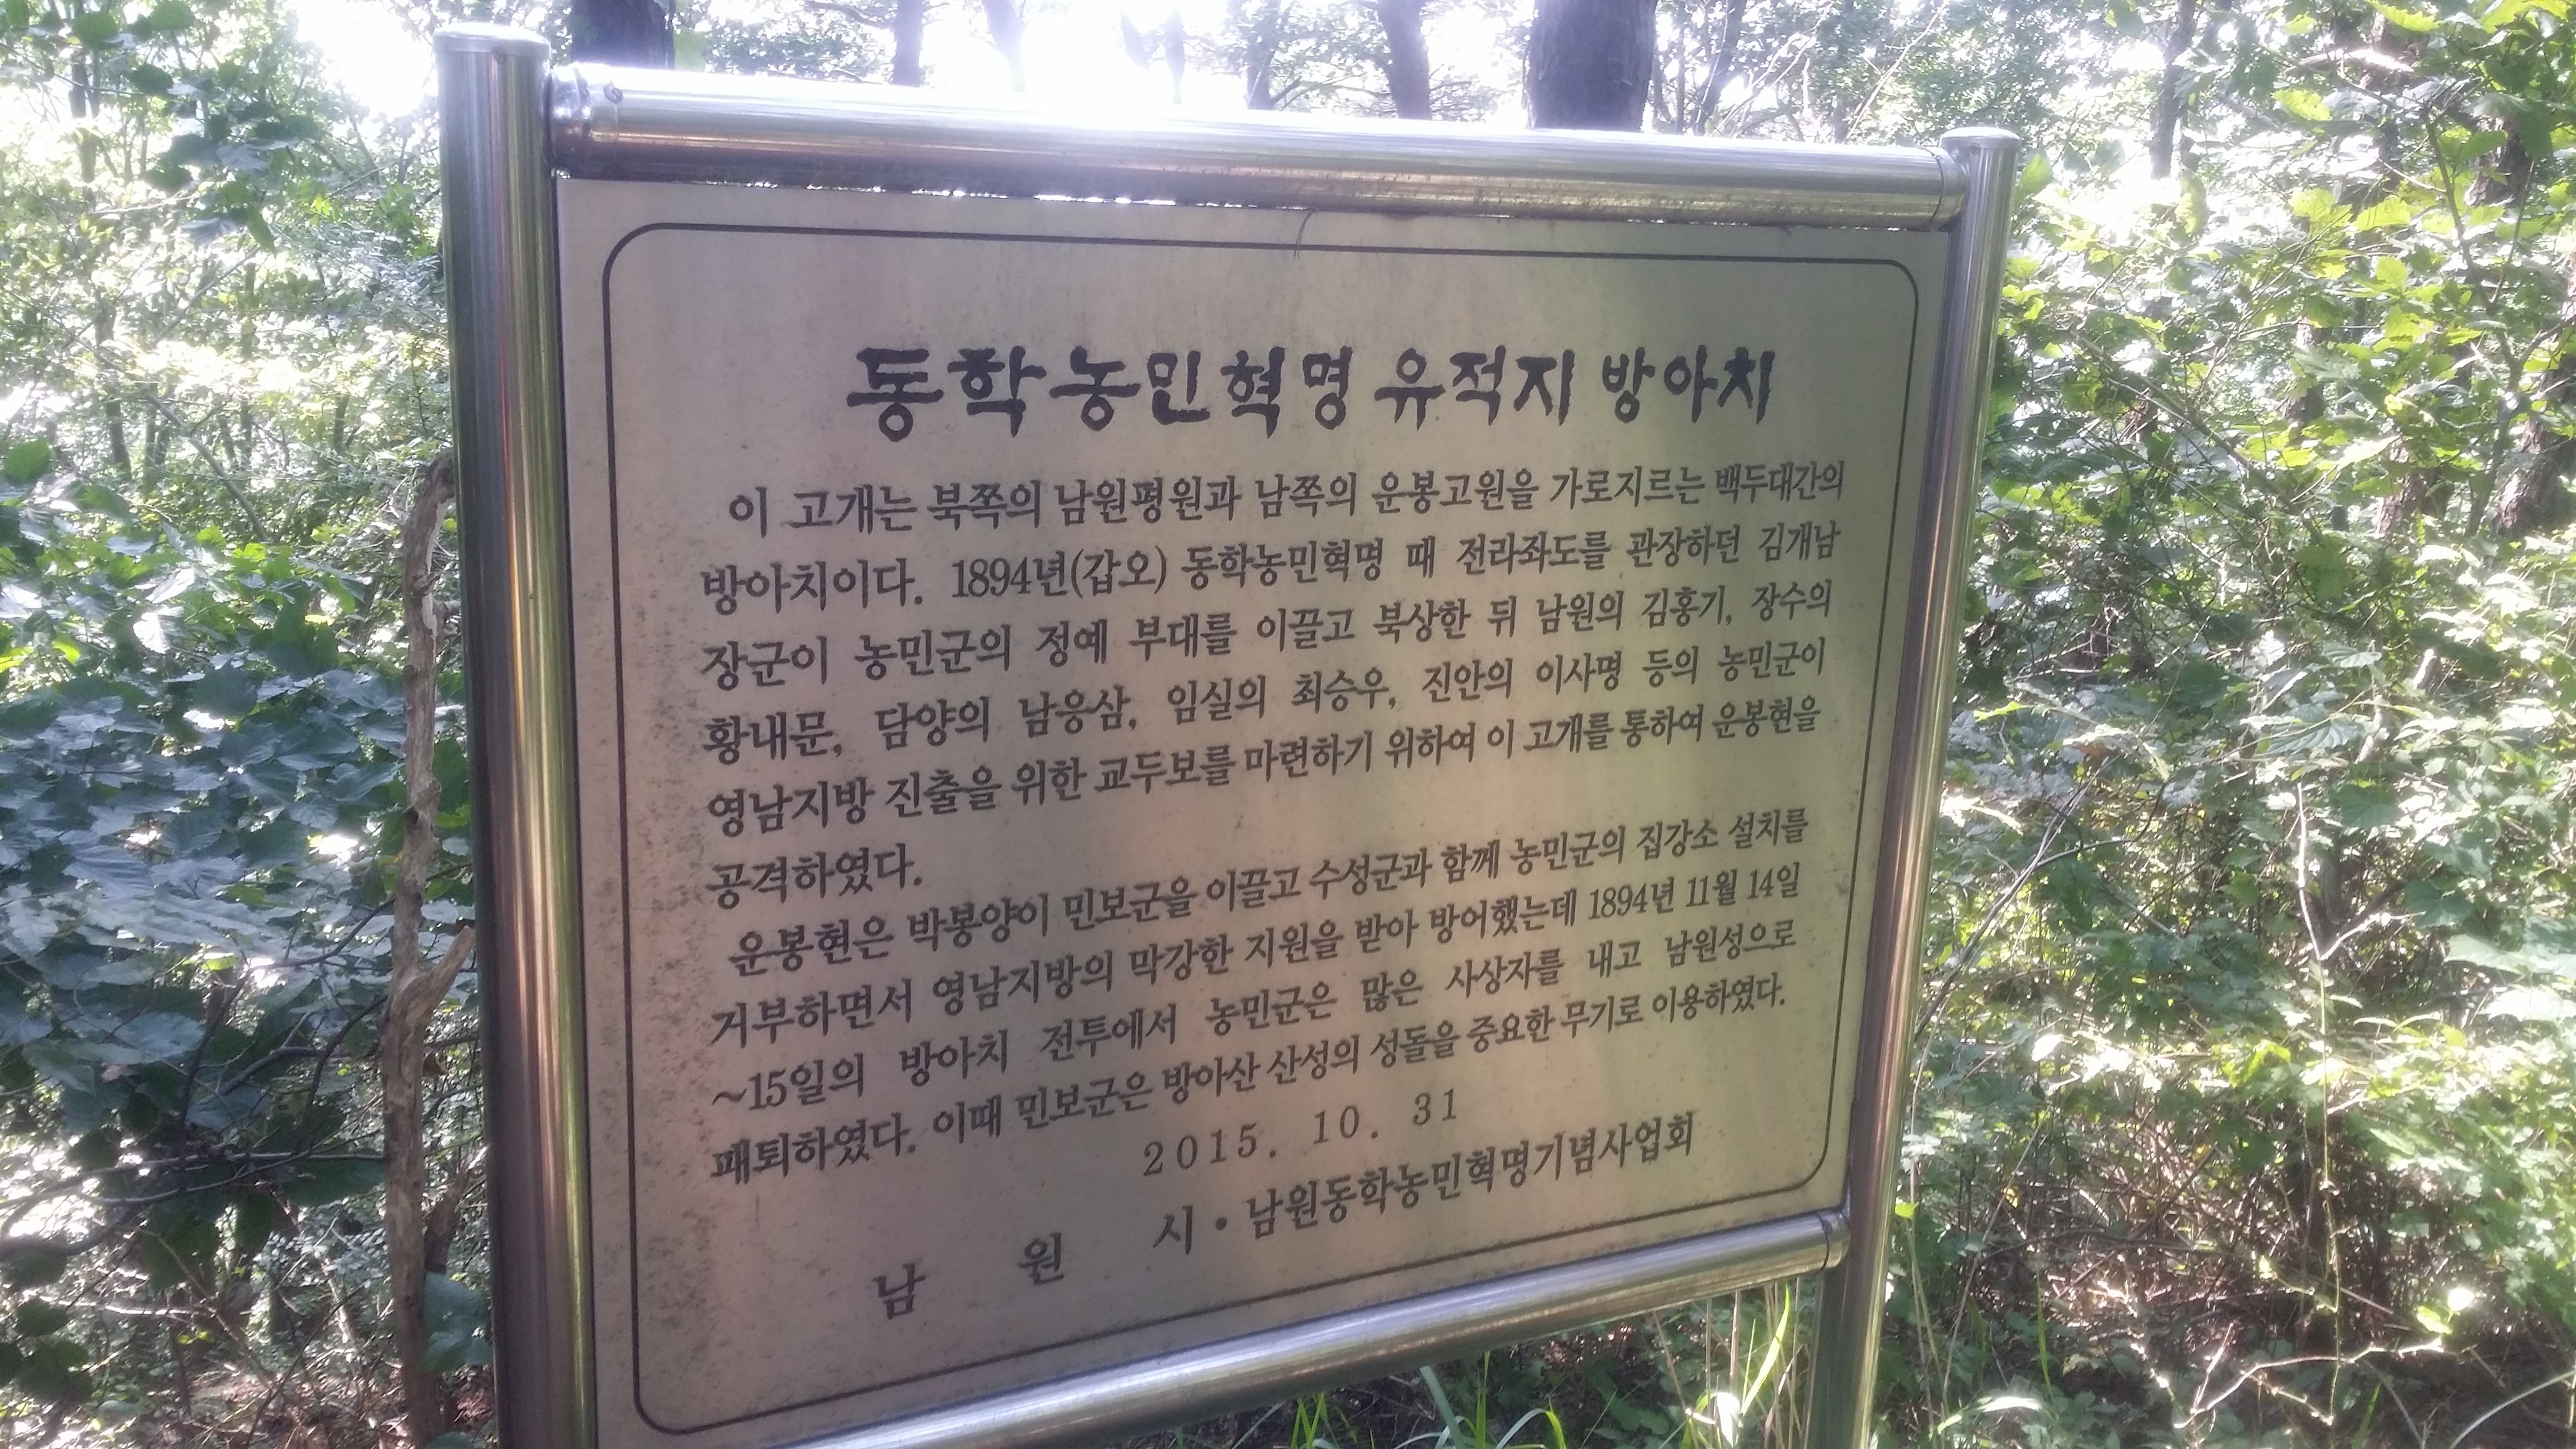 동학농민혁명 유적지 방아치
이 고개는 북쪽의 남원평원과 남쪽의 운봉고원을 가로지르는 백두대간의
방아치이다. 1894년(갑오) 동학농민혁명 때 전라좌도를 관장하던 김개남
장군이 농민군의 정예 부대를 이끌고 북상한 뒤 남원의 김홍기, 장수의
황내문, 담양의 남응삼, 임실의 최승우, 진안의 이사명 등의 농민군이
영남지방 진출을 위한 교두보를 마련하기 위하여 이 고개를 통하여 운봉현을
공격하였다.
운봉현은 박봉양이 민보군을 이끌고 수성군과 함께 농민군의 집강소 설치를
거부하면서 영남지방의 막강한 지원을 받아 방어했는데 1894년 11월 14일
~15일의 방아치 전투에서 농민군은 많은 사상자를 내고 남원성으로
패퇴하였다. 이때 민보군은 방아산 산성의 성돌을 중요한 무기로 이용하였다.
2015. 10. 31
남 원 시 · 남원동학농민혁명기념사업회